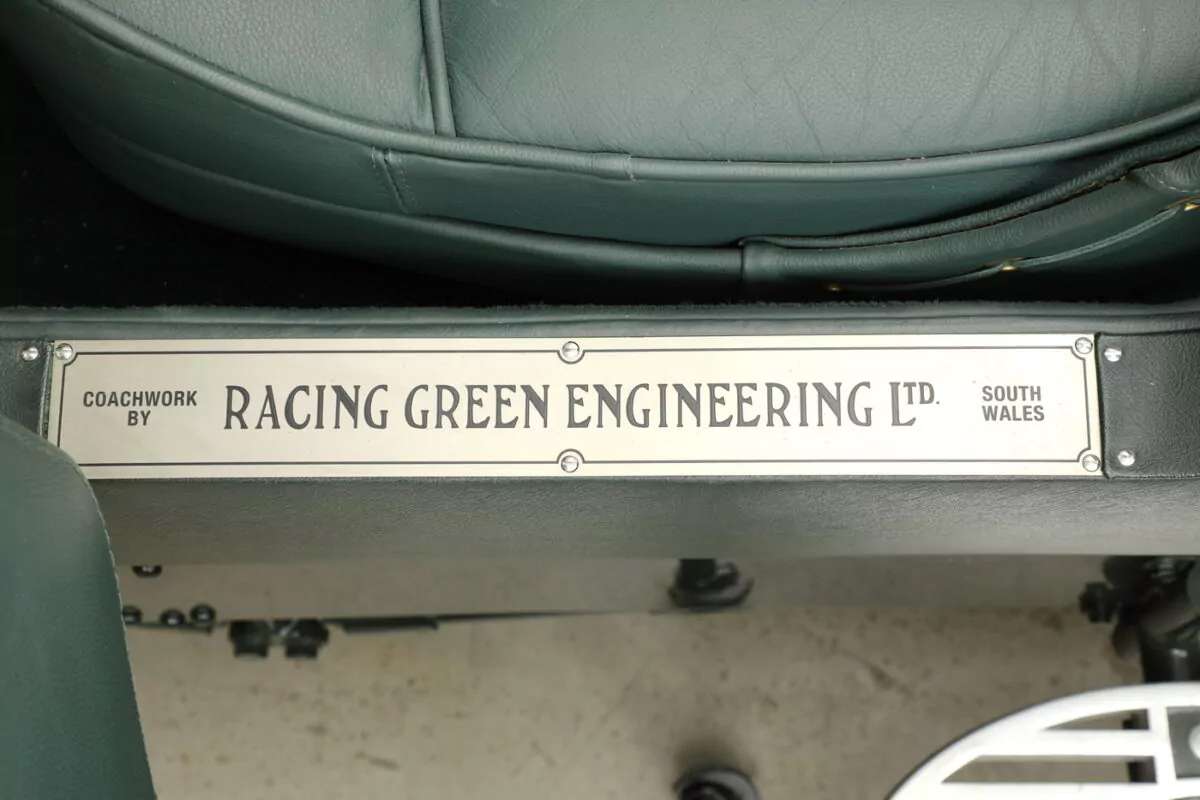 COACHWORK
BY
RACING GREEN ENGINEERING LTD.
SOUTH
WALES